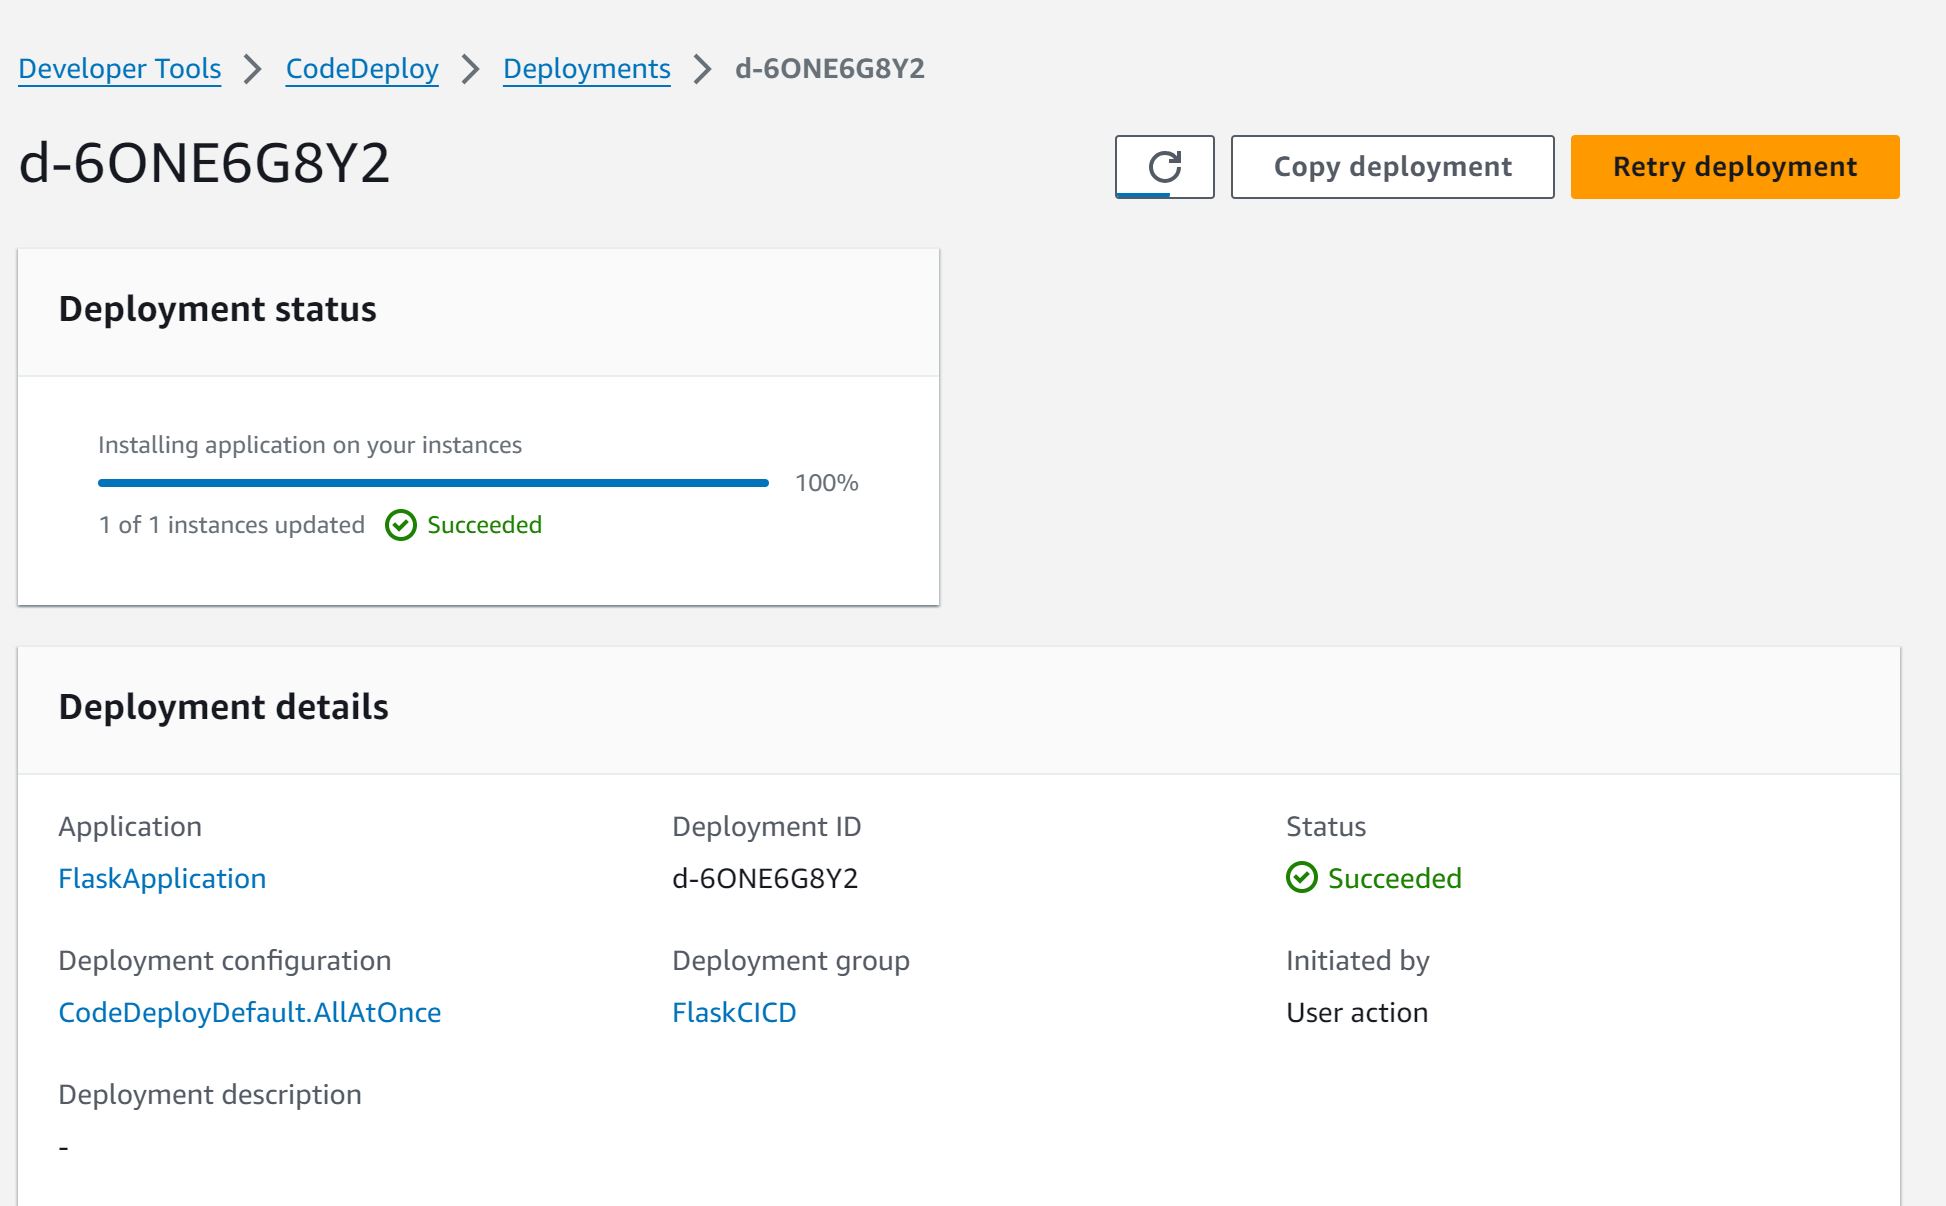 Developer Tools > CodeDeploy > Deployments > d-6ONE6G8Y2
d-6ONE6G8Y2
Copy deployment
Retry deployment
Deployment status
Installing application on your instances
100%
1 of 1 instances updated Succeeded
Deployment details
Application
Deployment ID
Status
FlaskApplication
d-6ONE6G8Y2
Succeeded
Deployment configuration
Deployment group
Initiated by
CodeDeployDefault.AllAtOnce
FlaskCICD
User action
Deployment description
-